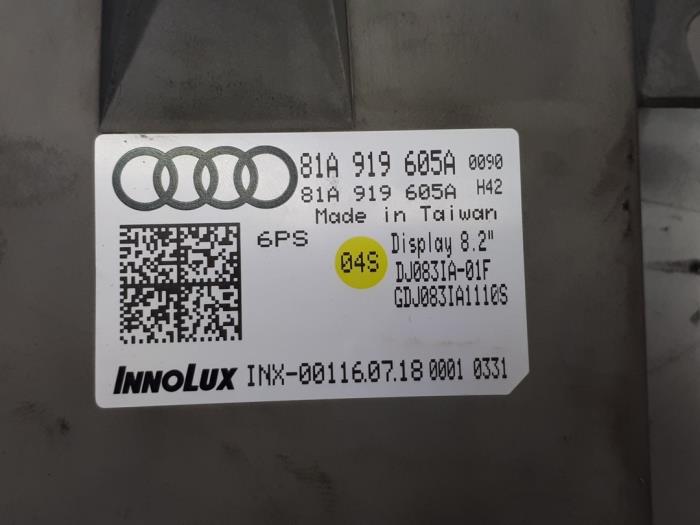 81A 919 605A 0090
81A 919 605A H42
Made in Taiwan
6PS 04S Display 8.2"
DJ083IA-01F
GDJ083IA1110S
INNOLUX INX-00116.07.18 0001 0331